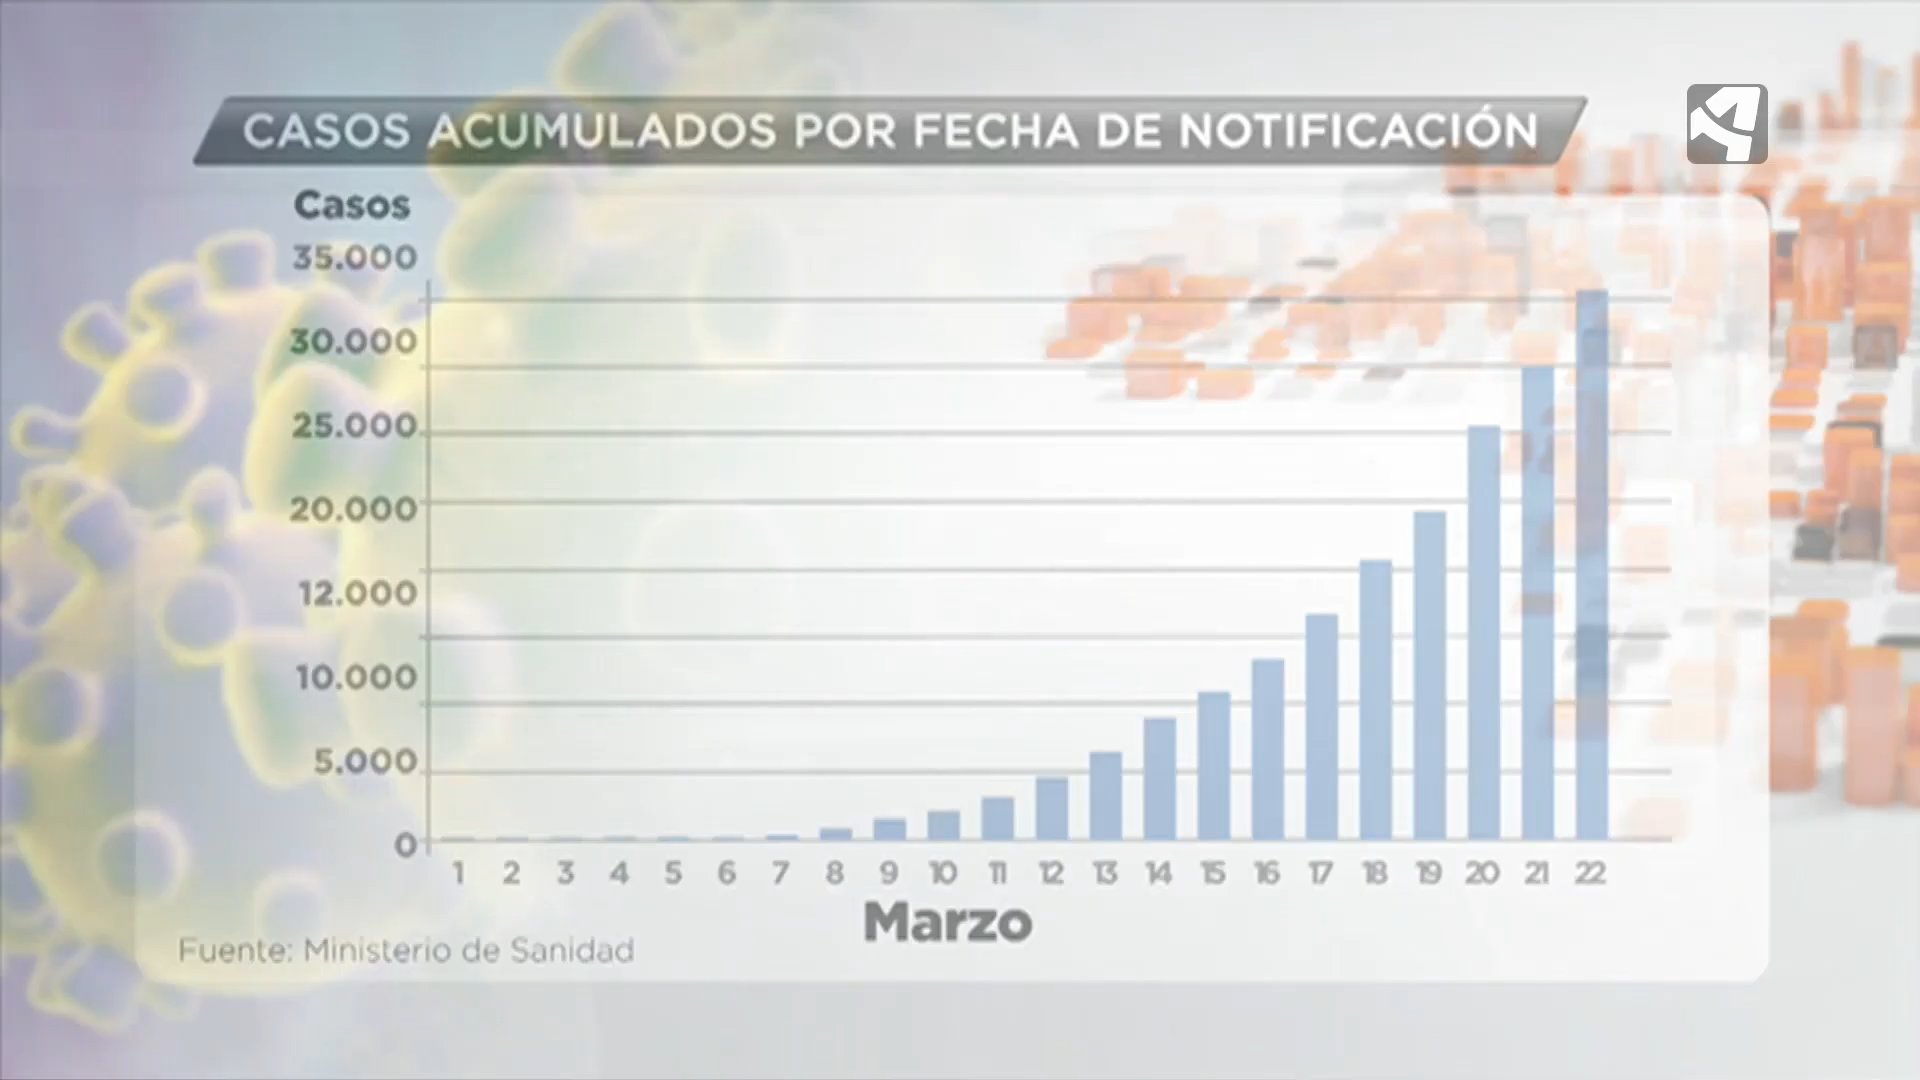 CASOS ACUMULADOS POR FECHA DE NOTIFICACIÓN
Casos
35.000
30.000
25.000
20.000
12.000
10.000
5.000
0
1 2 3 4 5 6 7 8 9 10 11 12 13 14 15 16 17 18 19 20 21 22
Marzo
Fuente: Ministerio de Sanidad